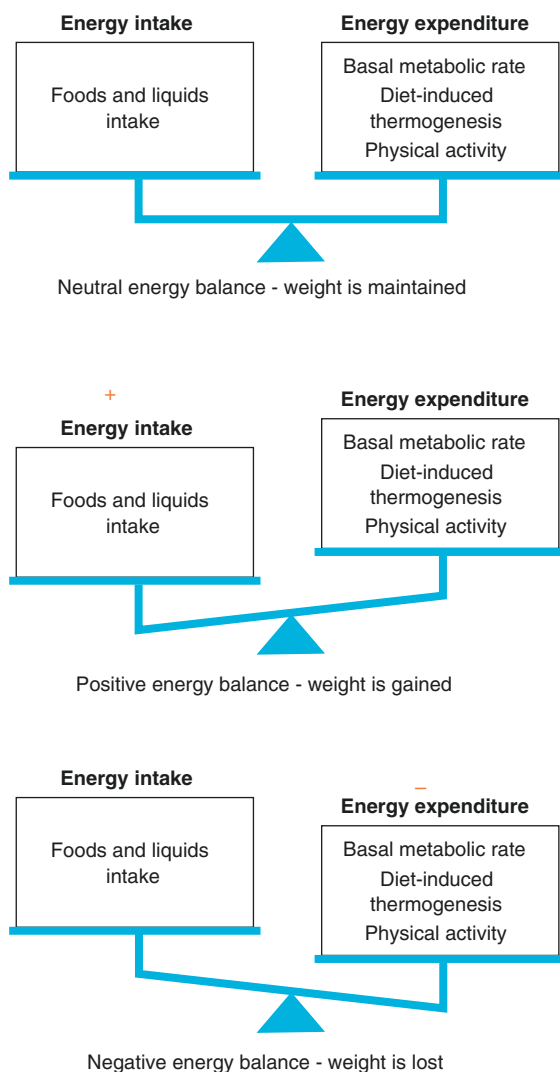 Energy intake
Foods and liquids
intake
Energy expenditure
Basal metabolic rate
Diet-induced
thermogenesis
Physical activity
Neutral energy balance - weight is maintained
+
Energy intake
Foods and liquids
intake
Energy expenditure
Basal metabolic rate
Diet-induced
thermogenesis
Physical activity
Positive energy balance - weight is gained
Energy intake
Foods and liquids
intake
–
Energy expenditure
Basal metabolic rate
Diet-induced
thermogenesis
Physical activity
Negative energy balance - weight is lost